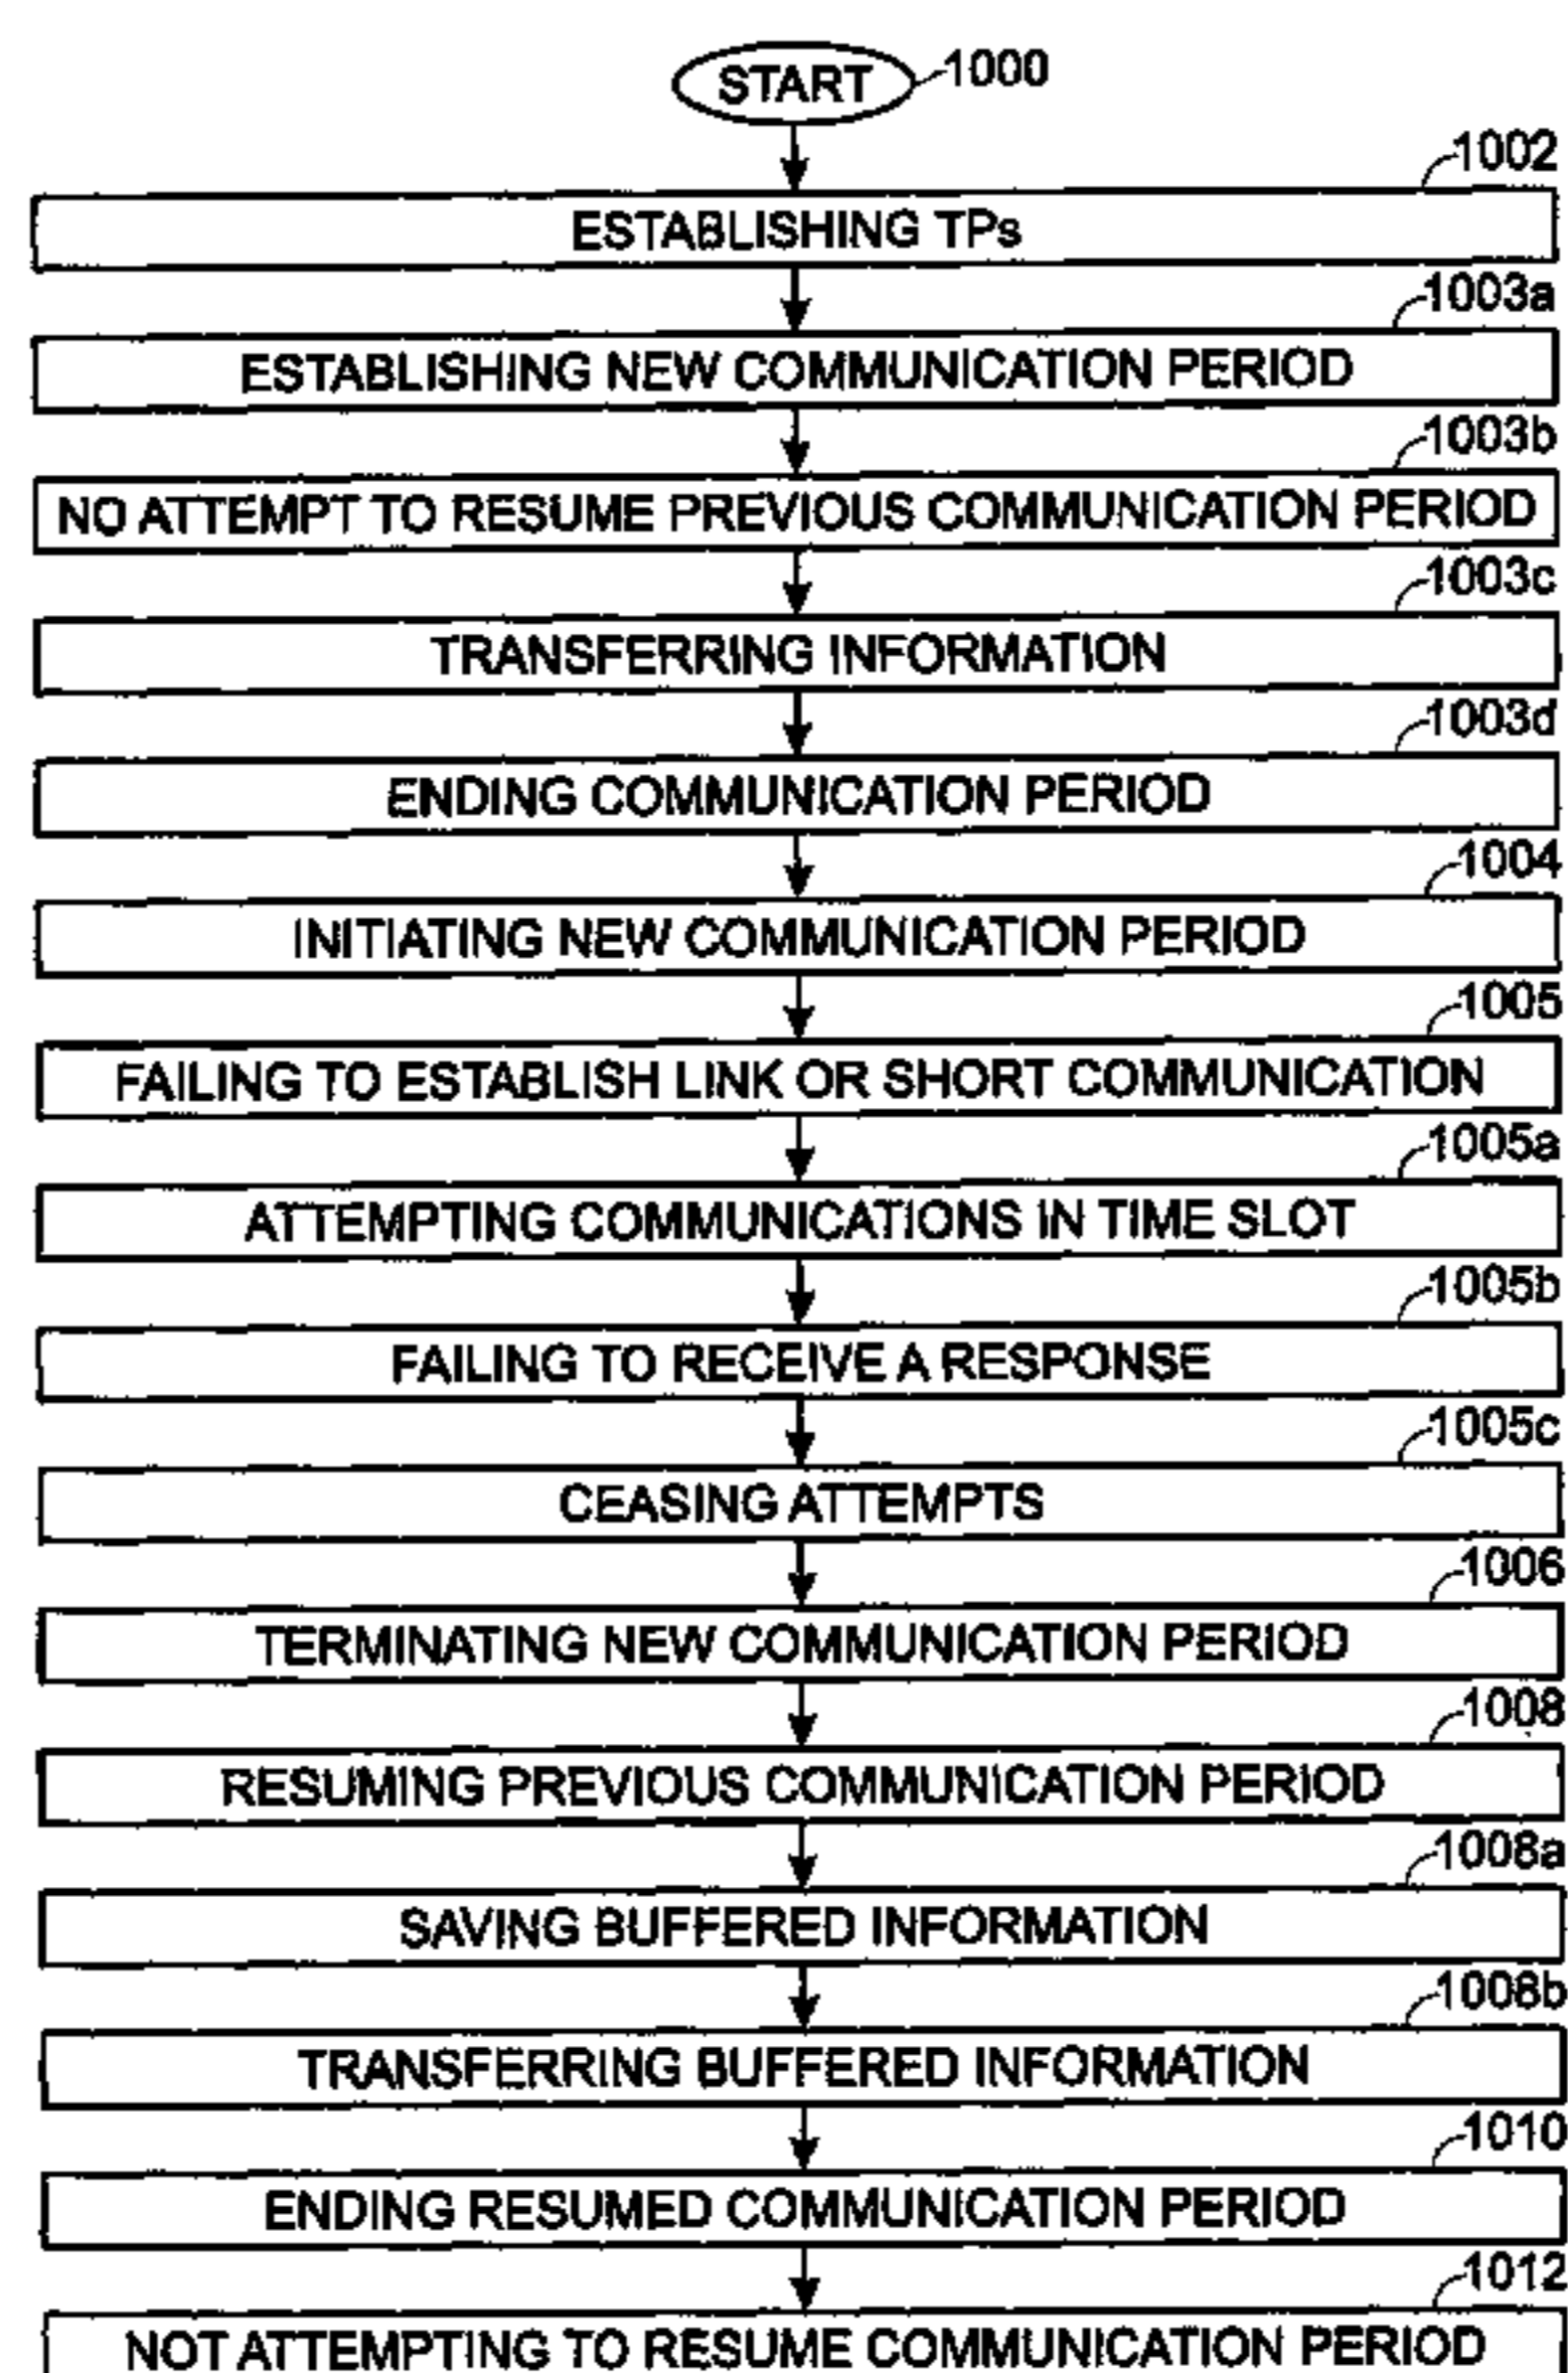 START
1000
1002
ESTABLISHING TPs
1003a
ESTABLISHING NEW COMMUNICATION PERIOD
1003b
NO ATTEMPT TO RESUME PREVIOUS COMMUNICATION PERIOD
1003c
TRANSFERRING INFORMATION
1003d
ENDING COMMUNICATION PERIOD
1004
INITIATING NEW COMMUNICATION PERIOD
1005
FAILING TO ESTABLISH LINK OR SHORT COMMUNICATION
1005a
ATTEMPTING COMMUNICATIONS IN TIME SLOT
1005b
FAILING TO RECEIVE A RESPONSE
1005c
CEASING ATTEMPTS
1006
TERMINATING NEW COMMUNICATION PERIOD
1008
RESUMING PREVIOUS COMMUNICATION PERIOD
1008a
SAVING BUFFERED INFORMATION
1008b
TRANSFERRING BUFFERED INFORMATION
1010
ENDING RESUMED COMMUNICATION PERIOD
1012
NOT ATTEMPTING TO RESUME COMMUNICATION PERIOD